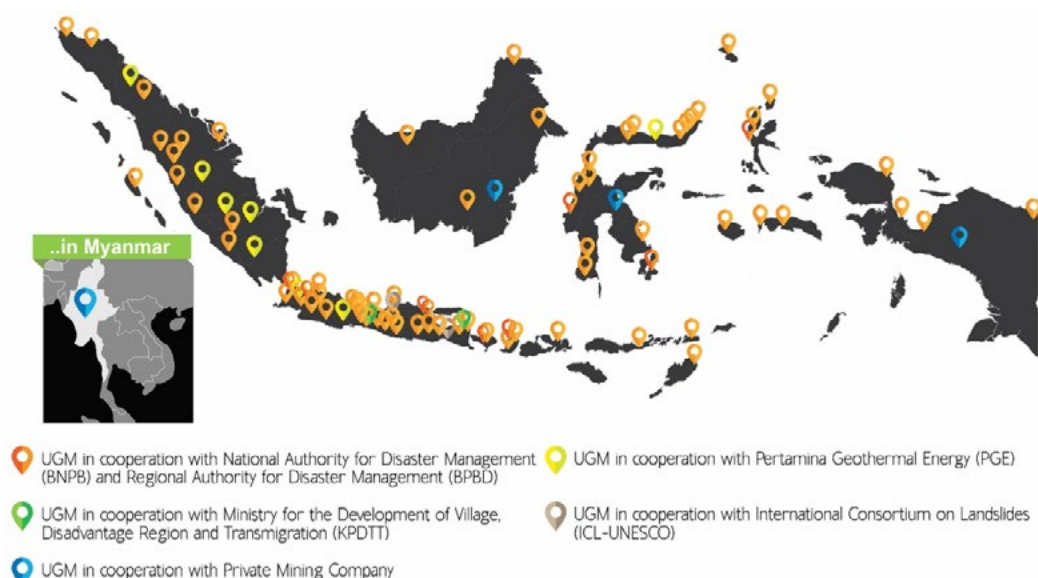 ..in Myanmar
UGM in cooperation with National Authority for Disaster Management
(BNPB) and Regional Authority for Disaster Management (BPBD)
UGM in cooperation with Pertamina Geothermal Energy (PGE)
UGM in cooperation with Ministry for the Development of Village,
Disadvantage Region and Transmigration (KPDTT)
UGM in cooperation with International Consortium on Landslides
(ICL-UNESCO)
UGM in cooperation with Private Mining Company